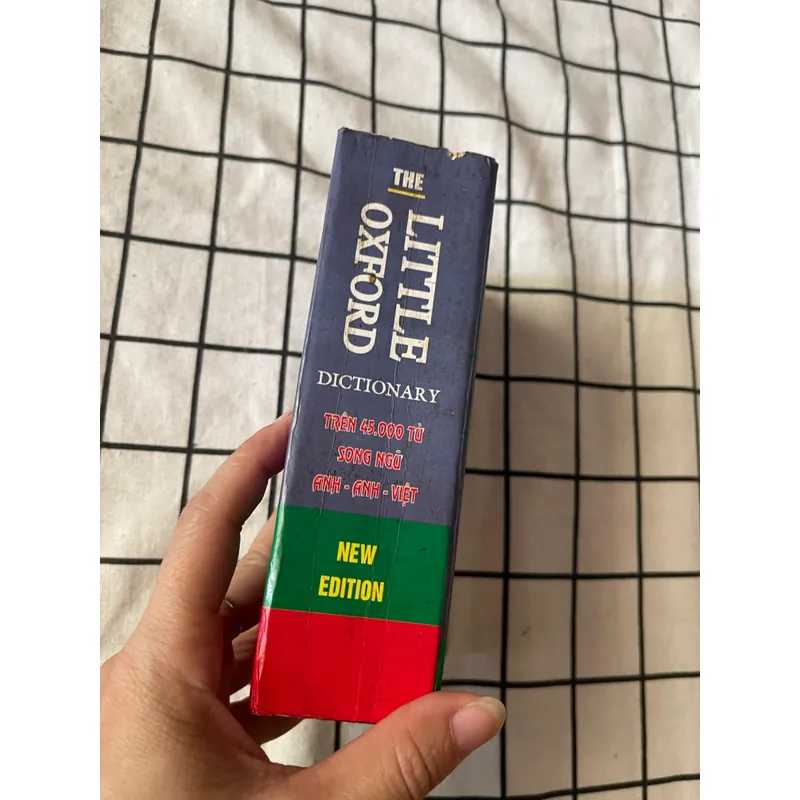 THE
LITTLE
OXFORD
DICTIONARY
TRÊN 45.000 TỪ
SONG NGỮ
ANH - ANH - VIỆT
NEW
EDITION